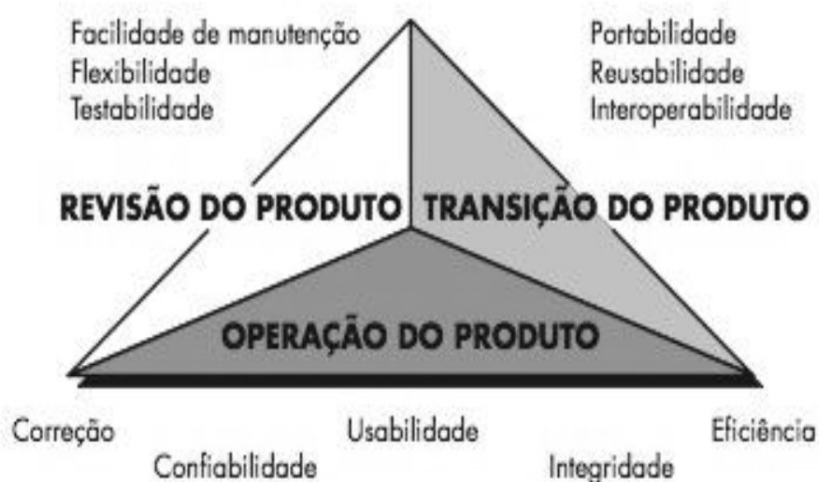 Facilidade de manutenção
Flexibilidade
Testabilidade
Portabilidade
Reusabilidade
Interoperabilidade
REVISÃO DO PRODUTO
TRANSIÇÃO DO PRODUTO
OPERAÇÃO DO PRODUTO
Correção
Usabilidade
Eficiência
Confiabilidade
Integridade